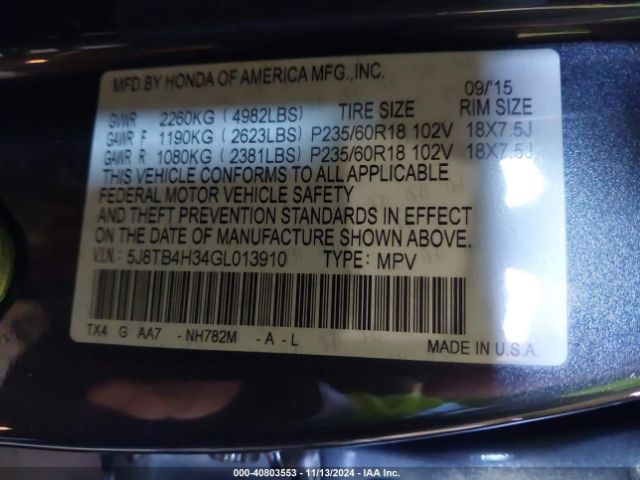 MFD.BY HONDA OF AMERICA MFG.,INC.
09/'15
GVWR 2260KG ( 4982LBS) TIRE SIZE RIM SIZE
GAWR F 1190KG ( 2623LBS) P235/60R18 102V 18X7.5J
GAWR R 1080KG ( 2381LBS) P235/60R18 102V 18X7.5J
THIS VEHICLE CONFORMS TO ALL APPLICABLE
FEDERAL MOTOR VEHICLE SAFETY
AND THEFT PREVENTION STANDARDS IN EFFECT
ON THE DATE OF MANUFACTURE SHOWN ABOVE.
V.I.N.: 5J8TB4H34GL013910 TYPE: MPV
TX4 G AA7 - NH782M - A - L
MADE IN U.S.A.
000-40803553 — 11/13/2024 — IAA Inc.